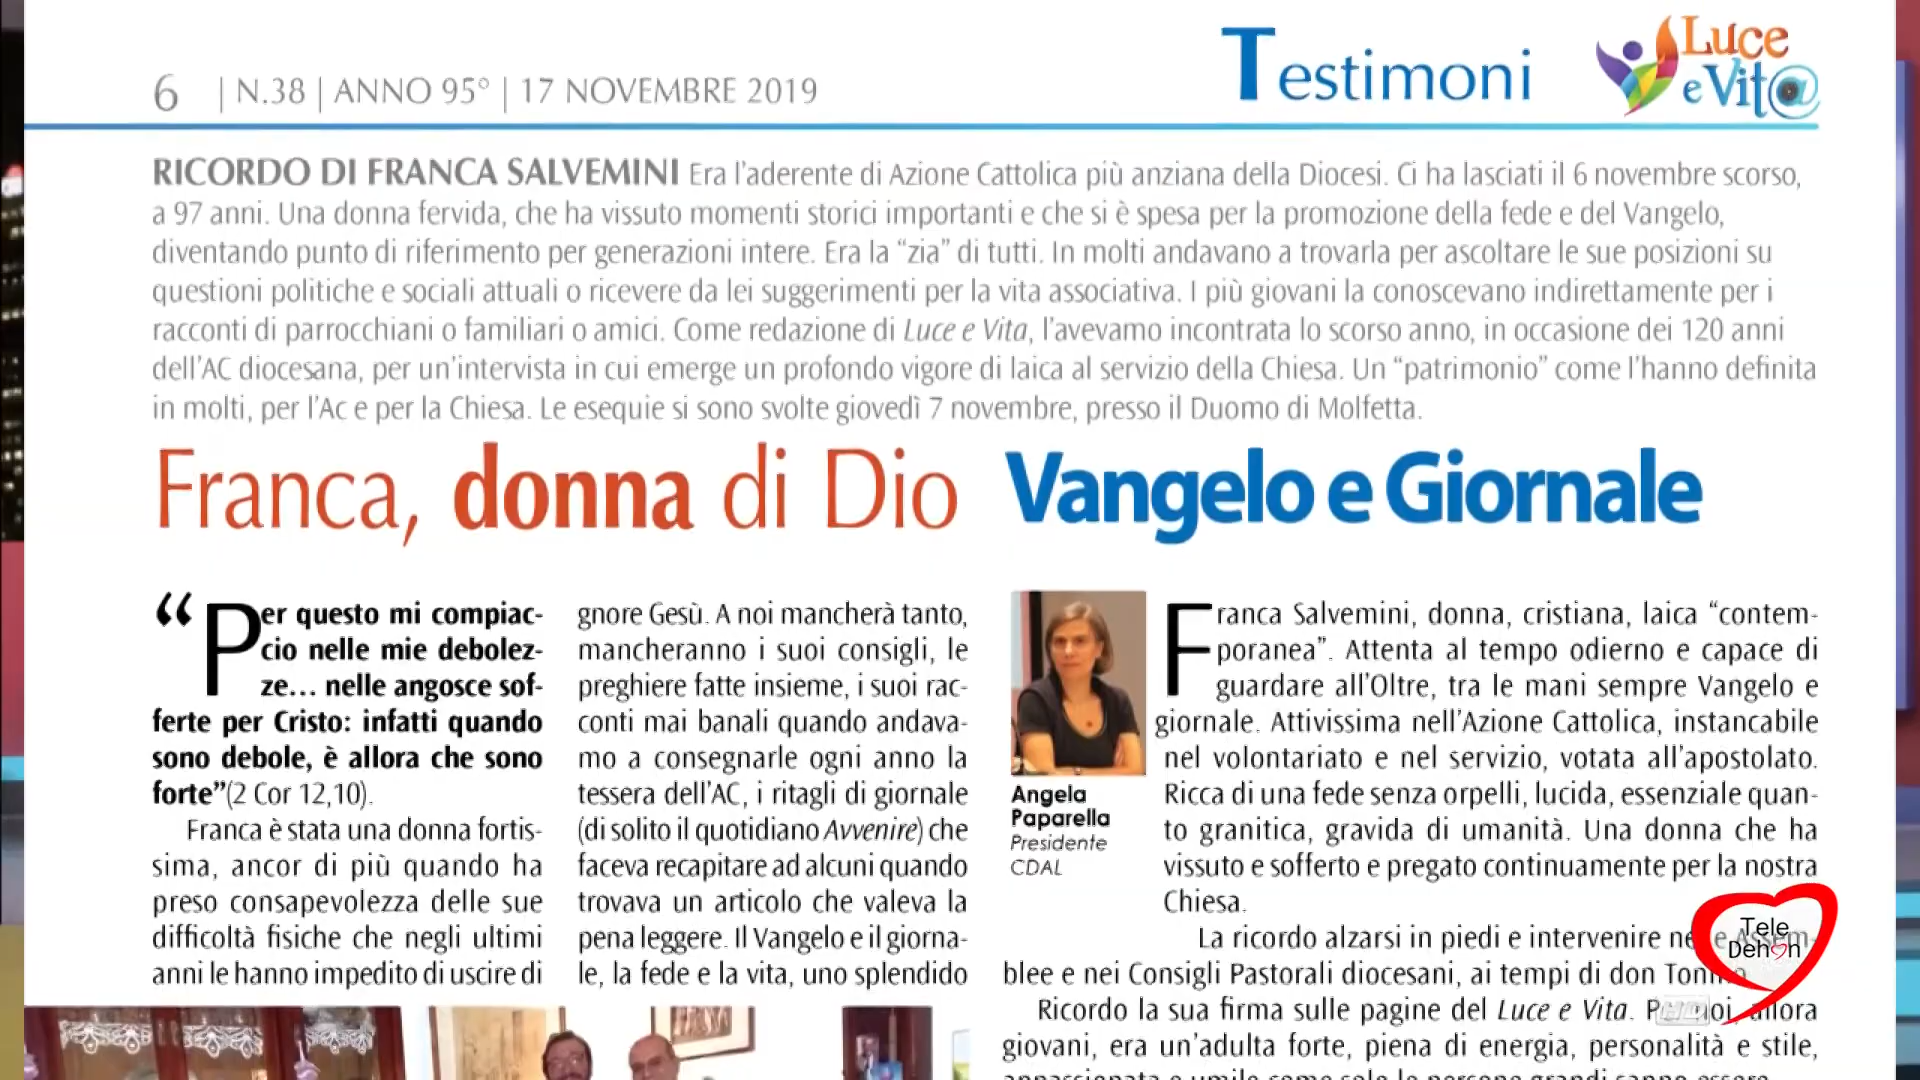 6 | N.38 | ANNO 95° | 17 NOVEMBRE 2019
Testimoni
Luce
e Vit@
RICORDO DI FRANCA SALVEMINI Era l'aderente di Azione Cattolica più anziana della Diocesi. Ci ha lasciati il 6 novembre scorso,
a 97 anni. Una donna fervida, che ha vissuto momenti storici importanti e che si è spesa per la promozione della fede e del Vangelo,
diventando punto di riferimento per generazioni intere. Era la “zia” di tutti. In molti andavano a trovarla per ascoltare le sue posizioni su
questioni politiche e sociali attuali o ricevere da lei suggerimenti per la vita associativa. I più giovani la conoscevano indirettamente per i
racconti di parrocchiani o familiari o amici. Come redazione di Luce e Vita, l'avevamo incontrata lo scorso anno, in occasione dei 120 anni
dell'AC diocesana, per un'intervista in cui emerge un profondo vigore di laica al servizio della Chiesa. Un “patrimonio” come l'hanno definita
in molti, per l'Ac e per la Chiesa. Le esequie si sono svolte giovedì 7 novembre, presso il Duomo di Molfetta.
Franca, donna di Dio
“Per questo mi compiac-
cio nelle mie debolez-
ze... nelle angosce sof-
ferte per Cristo: infatti quando
sono debole, è allora che sono
forte”(2 Cor 12,10).
Franca è stata una donna fortis-
sima, ancor di più quando ha
preso consapevolezza delle sue
difficoltà fisiche che negli ultimi
anni le hanno impedito di uscire di
gnore Gesù. A noi mancherà tanto,
mancheranno i suoi consigli, le
preghiere fatte insieme, i suoi rac-
conti mai banali quando andava-
mo a consegnarle ogni anno la
tessera dell'AC, i ritagli di giornale
(di solito il quotidiano Avvenire) che
faceva recapitare ad alcuni quando
trovava un articolo che valeva la
pena leggere. Il Vangelo e il giorna-
le, la fede e la vita, uno splendido
Vangelo e Giornale
Angela
Paparella
Presidente
CDAL
Franca Salvemini, donna, cristiana, laica “contem-
poranea”. Attenta al tempo odierno e capace di
guardare all'Oltre, tra le mani sempre Vangelo e
giornale. Attivissima nell'Azione Cattolica, instancabile
nel volontariato e nel servizio, votata all'apostolato.
Ricca di una fede senza orpelli, lucida, essenziale quan-
to granitica, gravida di umanità. Una donna che ha
vissuto e sofferto e pregato continuamente per la nostra
Chiesa.
La ricordo alzarsi in piedi e intervenire nelle Assem-
blee e nei Consigli Pastorali diocesani, ai tempi di don Tonino.
Ricordo la sua firma sulle pagine del Luce e Vita. Per noi, allora
giovani, era un'adulta forte, piena di energia, personalità e stile,
appassionata e umile come solo le persone grandi sanno essere.
Tele
Dehon
HD